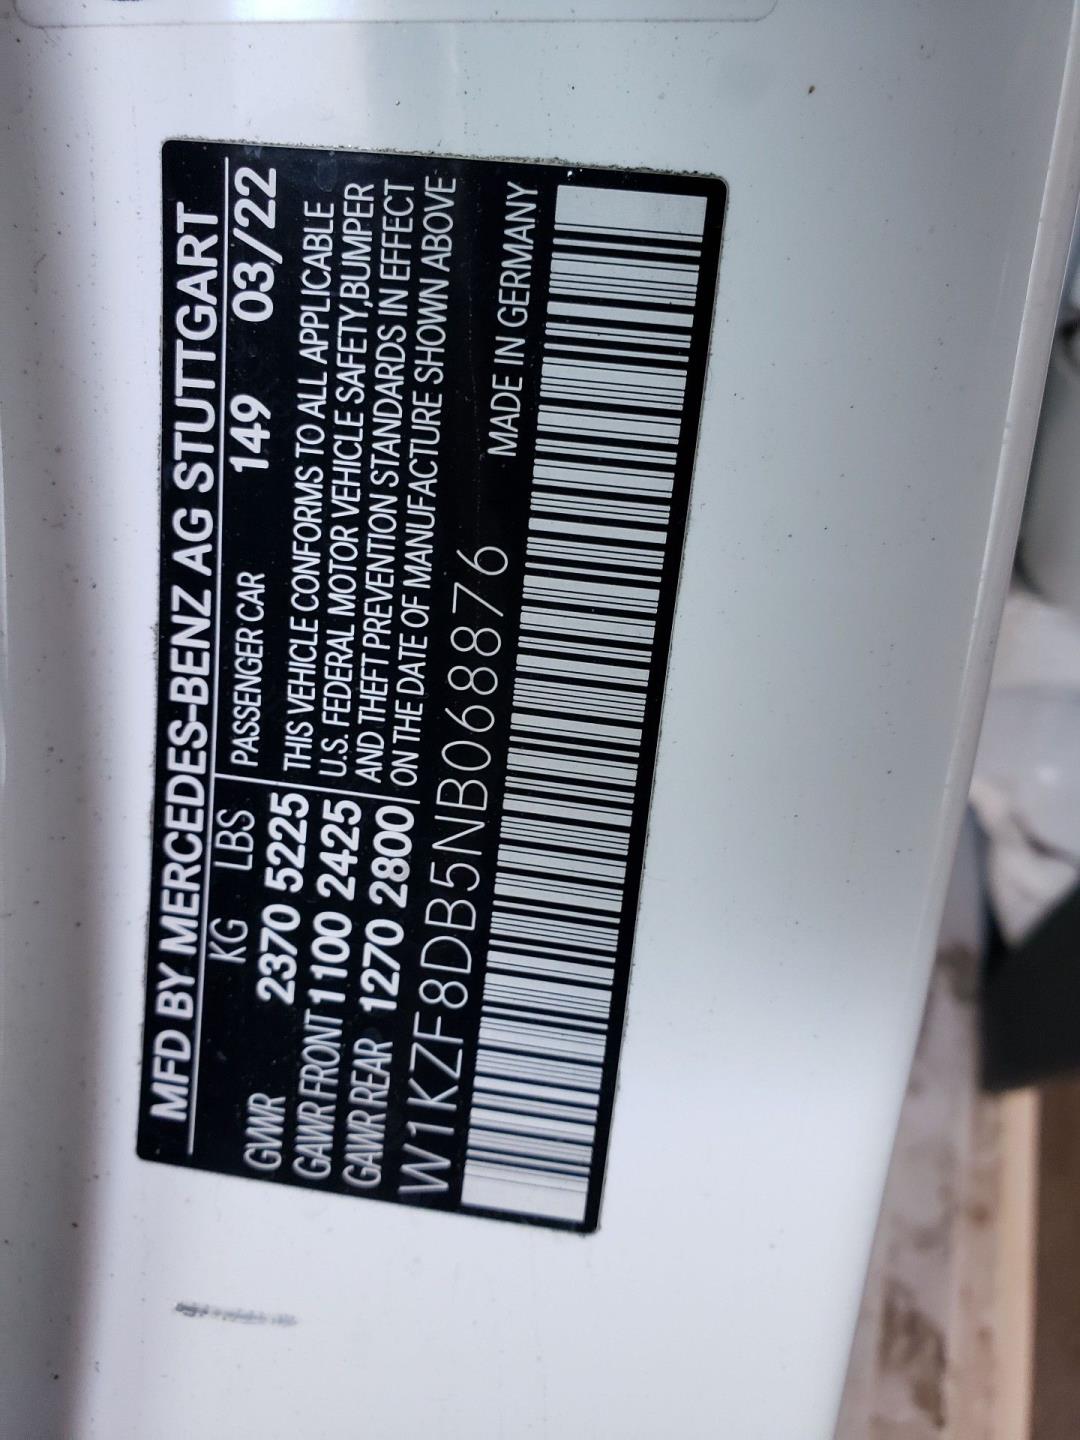 MFD BY MERCEDES-BENZ AG STUTTGART
KG LBS PASSENGER CAR 149 03/22
GVWR 2370 5225 THIS VEHICLE CONFORMS TO ALL APPLICABLE
GAWR FRONT 1100 2425 U.S. FEDERAL MOTOR VEHICLE SAFETY,BUMPER
GAWR REAR 1270 2800 AND THEFT PREVENTION STANDARDS IN EFFECT
ON THE DATE OF MANUFACTURE SHOWN ABOVE
W1KZF8DB5NB068876 MADE IN GERMANY